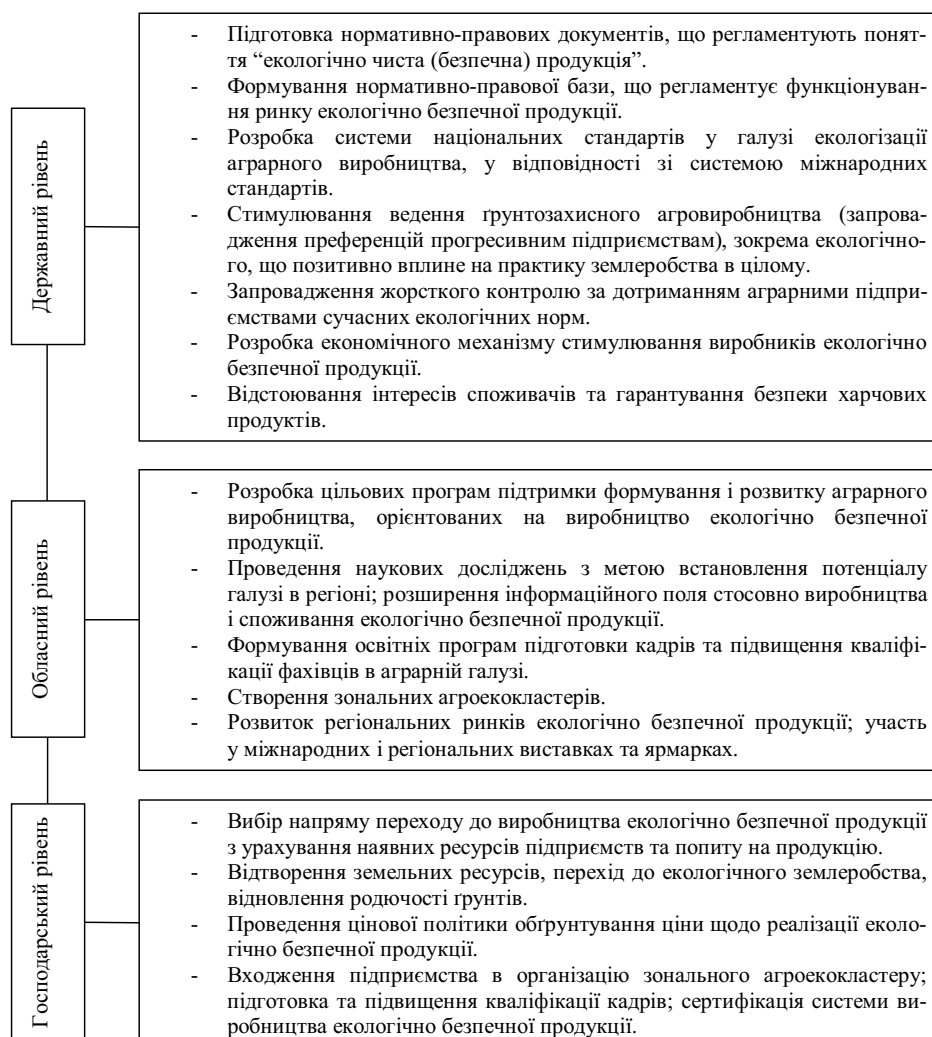 Державний рівень
- Підготовка нормативно-правових документів, що регламентують понят-
тя “екологічно чиста (безпечна) продукція”.
- Формування нормативно-правової бази, що регламентує функціонуван-
ня ринку екологічно безпечної продукції.
- Розробка системи національних стандартів у галузі екологізації
аграрного виробництва, у відповідності зі системою міжнародних
стандартів.
- Стимулювання ведення ґрунтозахисного агровиробництва (запрова-
дження преференцій прогресивним підприємствам), зокрема екологічно-
го, що позитивно вплине на практику землеробства в цілому.
- Запровадження жорсткого контролю за дотриманням аграрними підпри-
ємствами сучасних екологічних норм.
- Розробка економічного механізму стимулювання виробників екологічно
безпечної продукції.
- Відстоювання інтересів споживачів та гарантування безпеки харчових
продуктів.
Обласний рівень
- Розробка цільових програм підтримки формування і розвитку аграрного
виробництва, орієнтованих на виробництво екологічно безпечної
продукції.
- Проведення наукових досліджень з метою встановлення потенціалу
галузі в регіоні; розширення інформаційного поля стосовно виробництва
і споживання екологічно безпечної продукції.
- Формування освітніх програм підготовки кадрів та підвищення кваліфі-
кації фахівців в аграрній галузі.
- Створення зональних агроекокластерів.
- Розвиток регіональних ринків екологічно безпечної продукції; участь
у міжнародних і регіональних виставках та ярмарках.
Господарський рівень
- Вибір напряму переходу до виробництва екологічно безпечної продукції
з урахування наявних ресурсів підприємств та попиту на продукцію.
- Відтворення земельних ресурсів, перехід до екологічного землеробства,
відновлення родючості ґрунтів.
- Проведення цінової політики обґрунтування ціни щодо реалізації еколо-
гічно безпечної продукції.
- Входження підприємства в організацію зонального агроекокластеру;
підготовка та підвищення кваліфікації кадрів; сертифікація системи ви-
робництва екологічно безпечної продукції.